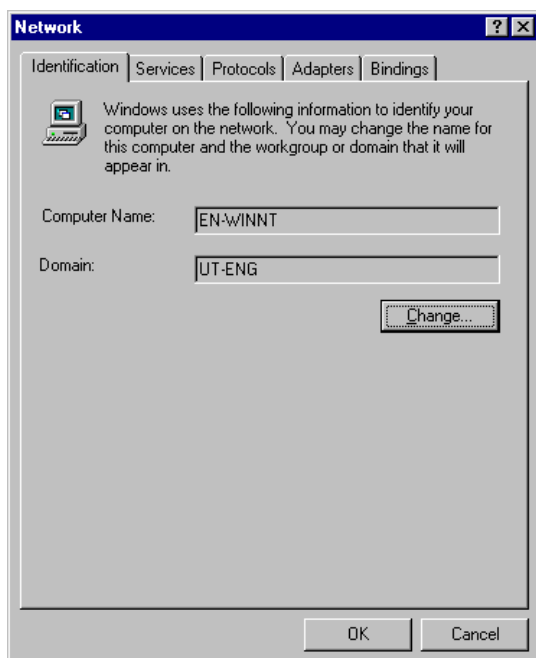 Network
Identification Services Protocols Adapters Bindings
Windows uses the following information to identify your
computer on the network. You may change the name for
this computer and the workgroup or domain that it will
appear in.
Computer Name: EN-WINNT
Domain: UT-ENG
Change...
OK Cancel